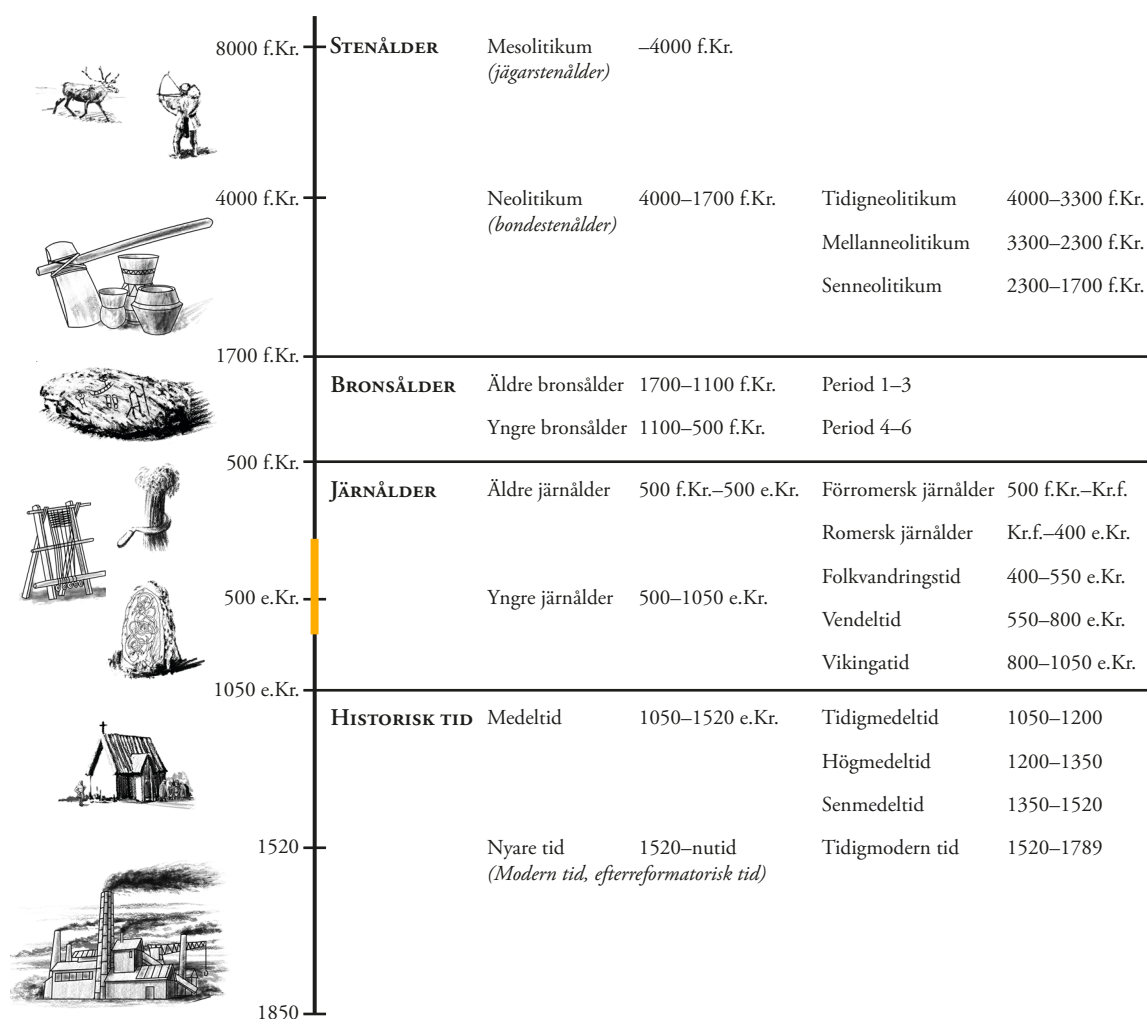 8000 f.Kr. STENÅLDER Mesolitikum –4000 f.Kr.
(jägarstenålder)
4000 f.Kr. Neolitikum 4000–1700 f.Kr. Tidigneolitikum 4000–3300 f.Kr.
(bondestenålder)
Mellanneolitikum 3300–2300 f.Kr.
Senneolitikum 2300–1700 f.Kr.
1700 f.Kr.
BRONSÅLDER Äldre bronsålder 1700–1100 f.Kr. Period 1–3
Yngre bronsålder 1100–500 f.Kr. Period 4–6
500 f.Kr.
JÄRNÅLDER Äldre järnålder 500 f.Kr.–500 e.Kr. Förromersk järnålder 500 f.Kr.–Kr.f.
Romersk järnålder Kr.f.–400 e.Kr.
Folkvandringstid 400–550 e.Kr.
500 e.Kr. Yngre järnålder 500–1050 e.Kr.
Vendeltid 550–800 e.Kr.
Vikingatid 800–1050 e.Kr.
1050 e.Kr.
HISTORISK TID Medeltid 1050–1520 e.Kr. Tidigmedeltid 1050–1200
Högmedeltid 1200–1350
Senmedeltid 1350–1520
1520 Nyare tid 1520–nutid Tidigmodern tid 1520–1789
(Modern tid, efterreformatorisk tid)
1850